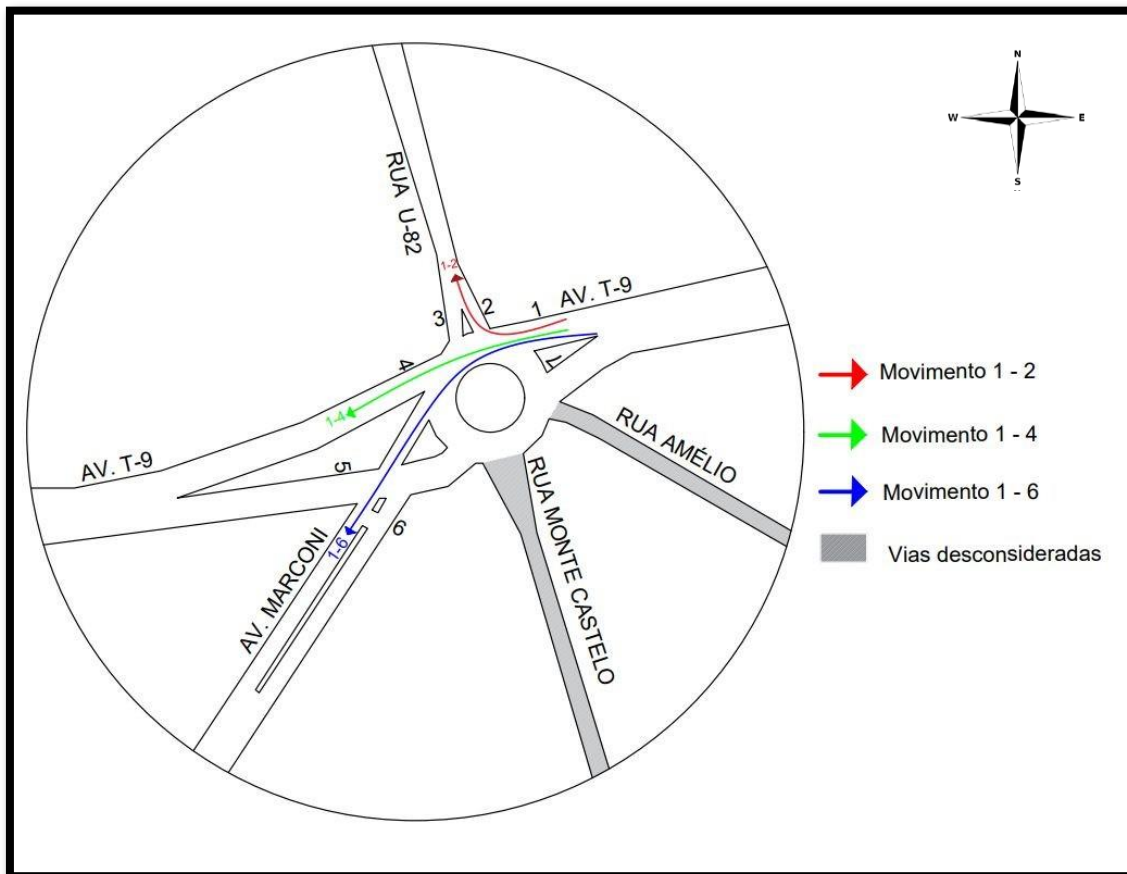 N
W
E
S
RUA U-82
1-2
2
3
1
AV. T-9
4
7
1-4
AV. T-9
5
6
1-6
AV. MARCONI
RUA AMÉLIO
RUA MONTE CASTELO
Movimento 1 - 2
Movimento 1 - 4
Movimento 1 - 6
Vias desconsideradas